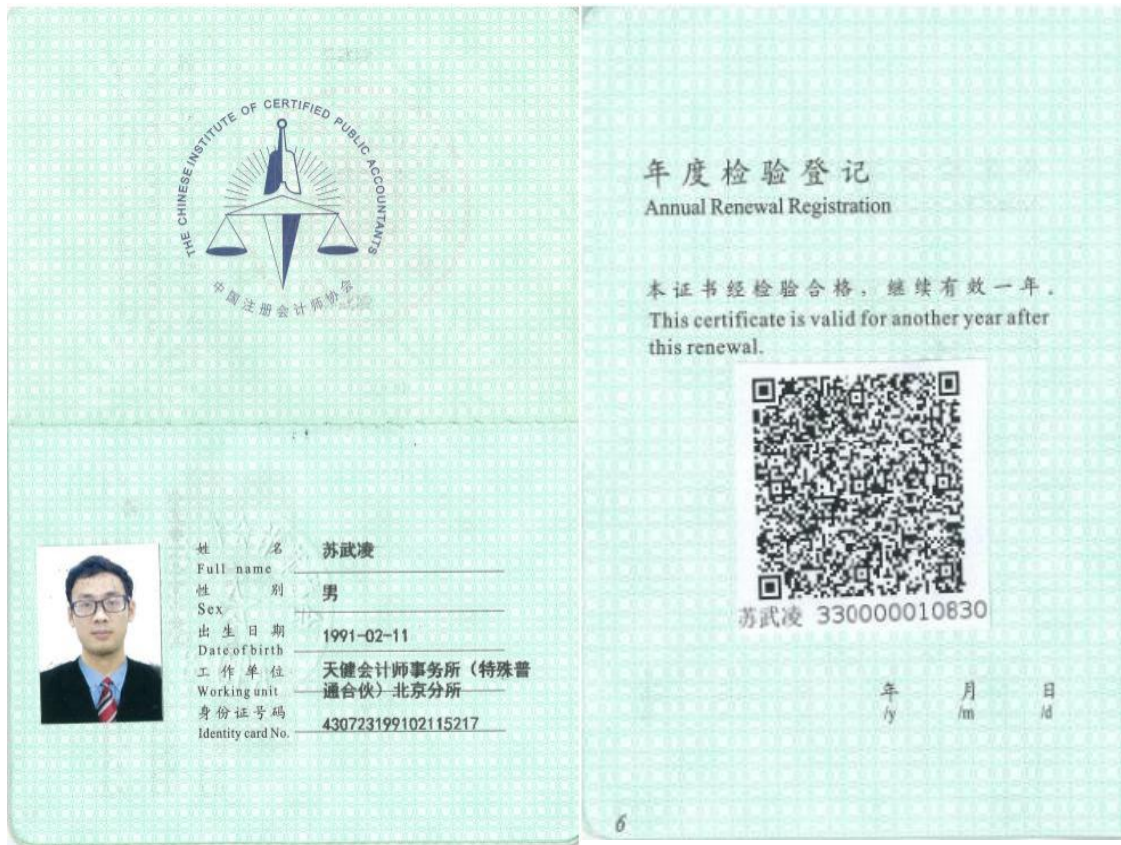 THE CHINESE INSTITUTE OF CERTIFIED PUBLIC ACCOUNTANTS
中国注册会计师协会
姓 名 苏武凌
Full name
性 别 男
Sex
出生日期 1991-02-11
Date of birth
工作单位 天健会计师事务所（特殊普
Working unit 通合伙）北京分所
身份证号码 430723199102115217
Identity card No.
年度检验登记
Annual Renewal Registration
本证书经检验合格，继续有效一年．
This certificate is valid for another year after
this renewal.
苏武凌 330000010830
年 月 日
/y /m /d
6